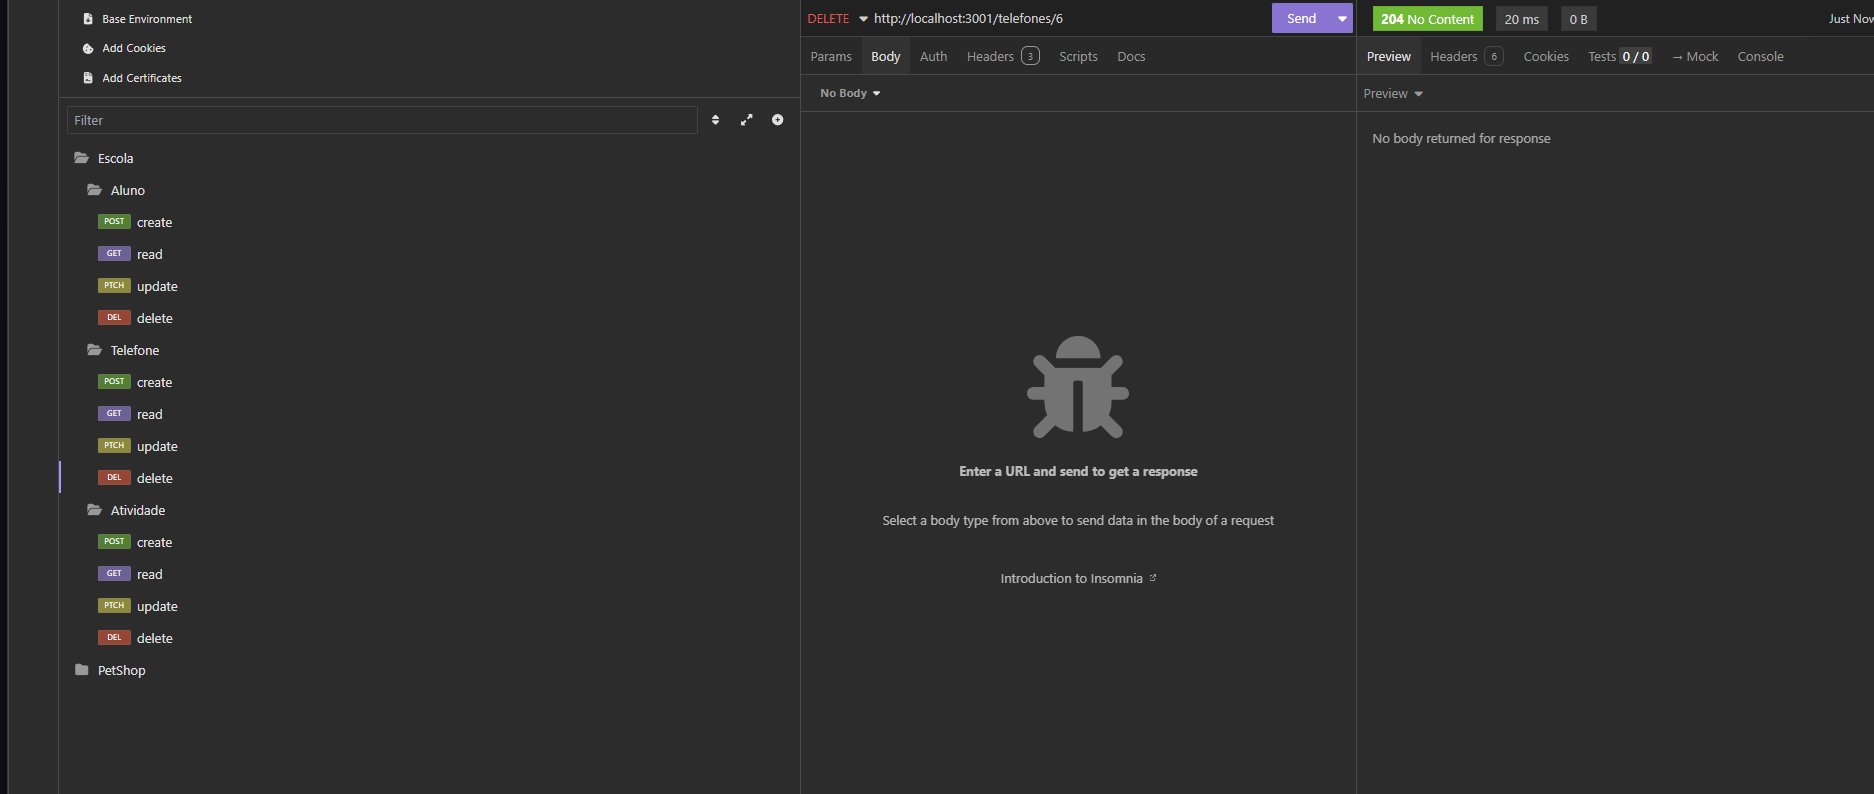 Base Environment
Add Cookies
Add Certificates
Filter
Escola
Aluno
POST create
GET read
PTCH update
DEL delete
Telefone
POST create
GET read
PTCH update
DEL delete
Atividade
POST create
GET read
PTCH update
DEL delete
PetShop
DELETE http://localhost:3001/telefones/6 Send
Params Body Auth Headers 3 Scripts Docs
No Body
Enter a URL and send to get a response
Select a body type from above to send data in the body of a request
Introduction to Insomnia
204 No Content 20 ms 0 B Just Now
Preview Headers 6 Cookies Tests 0 / 0 → Mock Console
Preview
No body returned for response